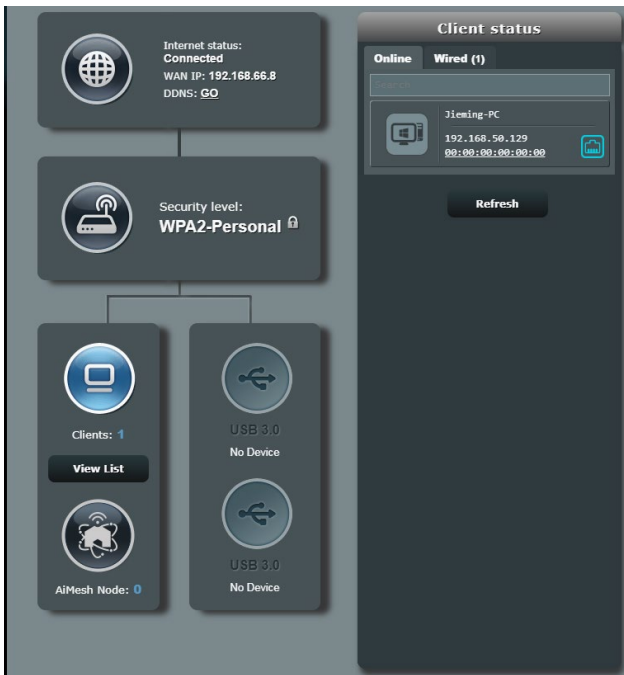 Internet status:
Connected
WAN IP: 192.168.66.8
DDNS: GO
Security level:
WPA2-Personal
Clients: 1
View List
AiMesh Node: 0
USB 3.0
No Device
USB 3.0
No Device
Client status
Online Wired (1)
Search
Jieming-PC
192.168.50.129
00:00:00:00:00:00
Refresh